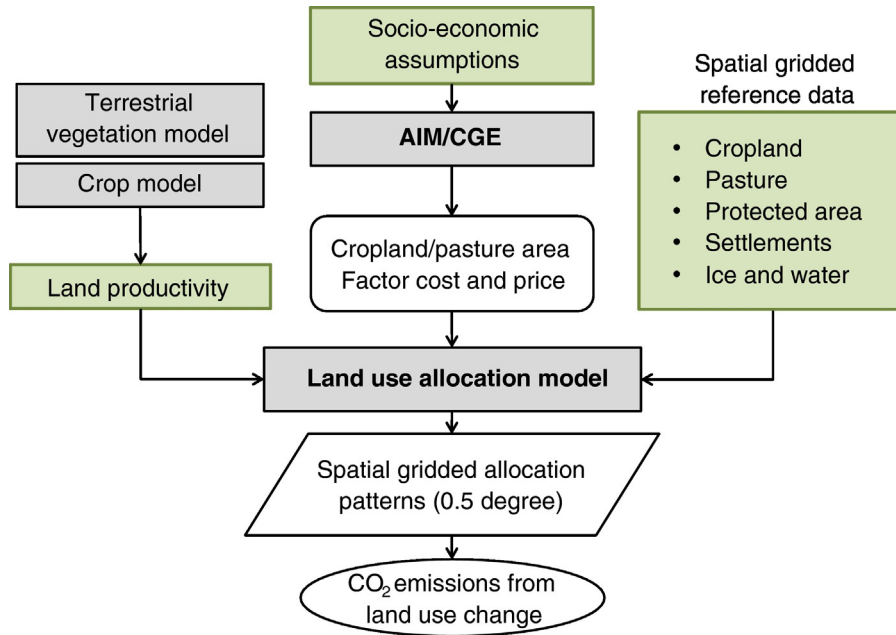 Socio-economic
assumptions
Spatial gridded
reference data
Terrestrial
vegetation model
AIM/CGE
• Cropland
• Pasture
• Protected area
• Settlements
• Ice and water
Crop model
Cropland/pasture area
Factor cost and price
Land productivity
Land use allocation model
Spatial gridded allocation
patterns (0.5 degree)
CO₂ emissions from
land use change